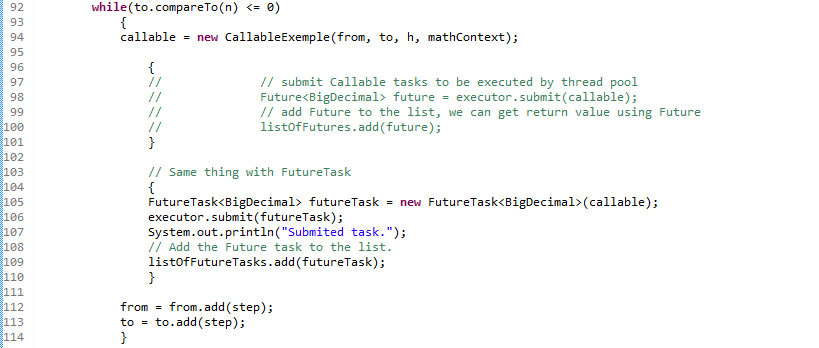 92 while(to.compareTo(n) <= 0)
93 {
94 callable = new CallableExemple(from, to, h, mathContext);
95
96 {
97 // // submit Callable tasks to be executed by thread pool
98 // Future<BigDecimal> future = executor.submit(callable);
99 // // add Future to the list, we can get return value using Future
100 // listOfFutures.add(future);
101 }
102
103 // Same thing with FutureTask
104 {
105 FutureTask<BigDecimal> futureTask = new FutureTask<BigDecimal>(callable);
106 executor.submit(futureTask);
107 System.out.println("Submited task.");
108 // Add the Future task to the list.
109 listOfFutureTasks.add(futureTask);
110 }
111
112 from = from.add(step);
113 to = to.add(step);
114 }